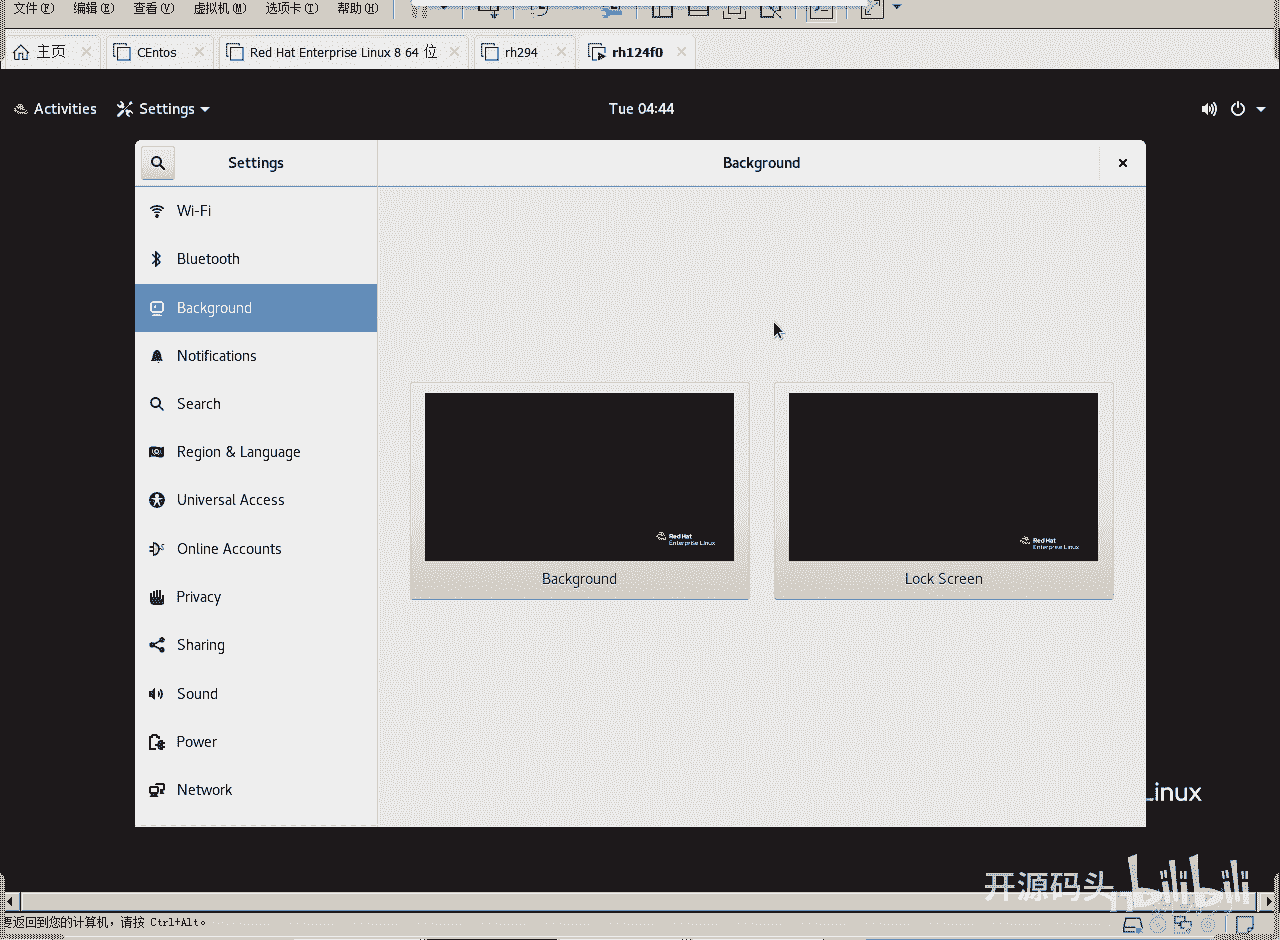 文件(F) 编辑(E) 查看(V) 虚拟机(M) 选项卡(T) 帮助(H)
主页 CEntos Red Hat Enterprise Linux 8 64 位 rh294 rh124f0
Activities Settings Tue 04:44
Settings Background
Wi-Fi
Bluetooth
Background
Notifications
Search
Region & Language
Universal Access
Online Accounts
Privacy
Sharing
Sound
Power
Network
Red Hat
Enterprise Linux
Background
Red Hat
Enterprise Linux
Lock Screen
Linux
开源码头 bilibili
要返回到您的计算机，请按 Ctrl+Alt。